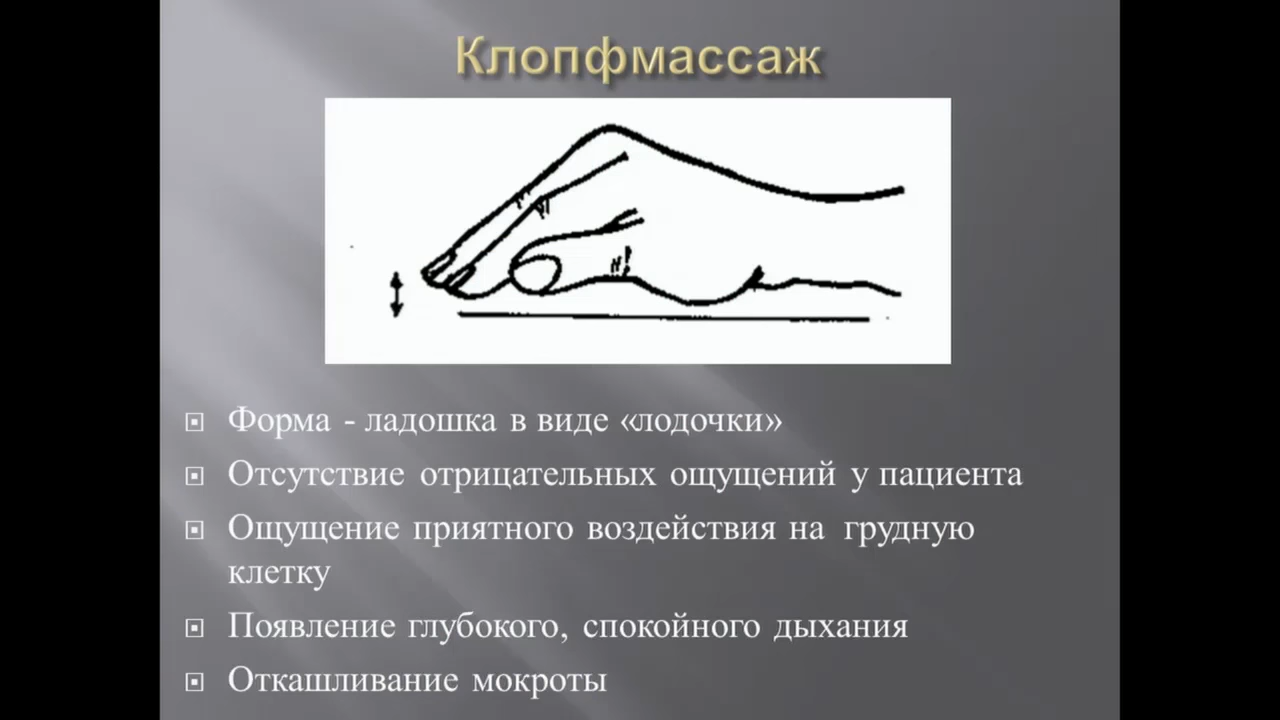 Клопфмассаж
Форма - ладошка в виде «лодочки»
Отсутствие отрицательных ощущений у пациента
Ощущение приятного воздействия на грудную
клетку
Появление глубокого, спокойного дыхания
Откашливание мокроты